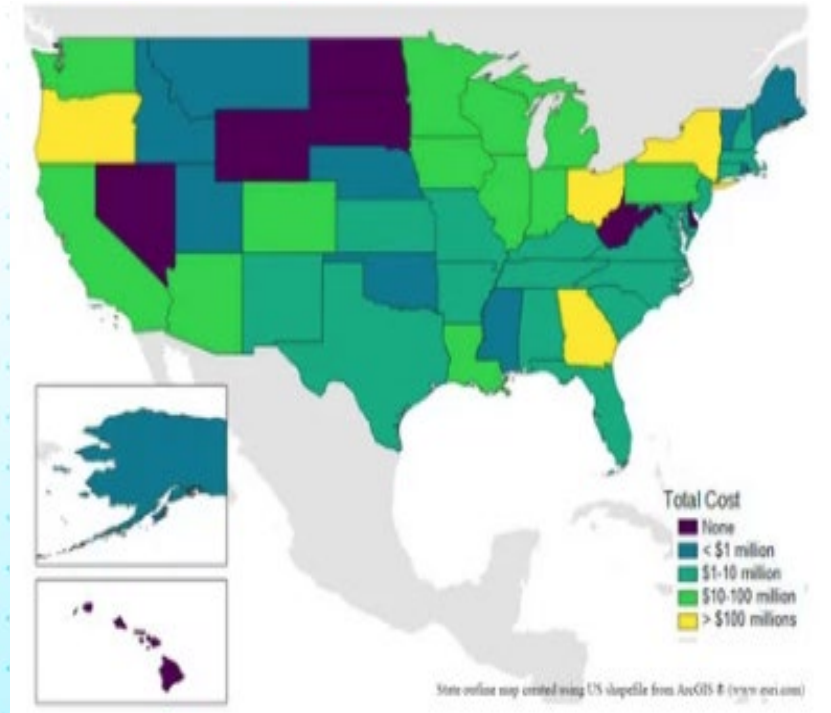 Total Cost
None
< $1 million
$1-10 million
$10-100 million
> $100 millions
State outline map created using US shapefile from ArcGIS ® (www.esri.com)